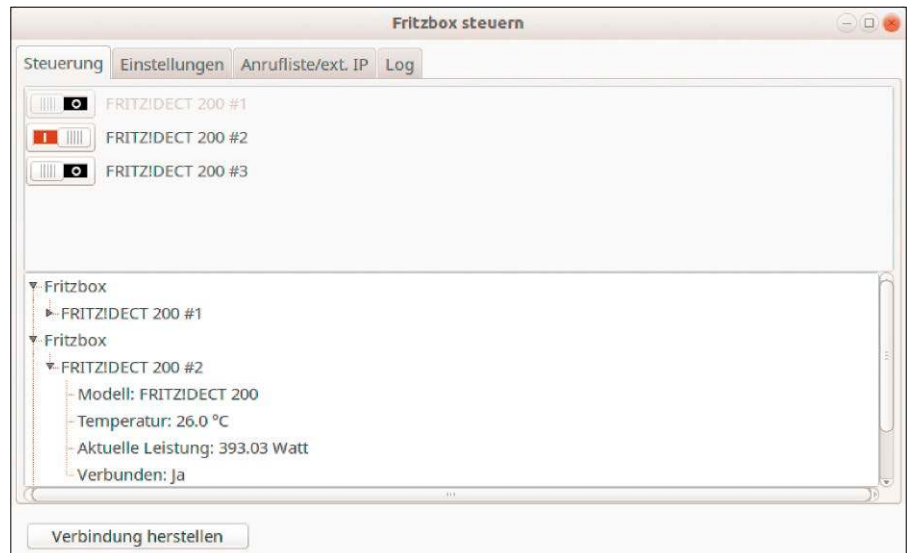 Fritzbox steuern
Steuerung Einstellungen Anrufliste/ext. IP Log
FRITZ!DECT 200 #1
FRITZ!DECT 200 #2
FRITZ!DECT 200 #3
Fritzbox
FRITZ!DECT 200 #1
Fritzbox
FRITZ!DECT 200 #2
Modell: FRITZ!DECT 200
Temperatur: 26.0 °C
Aktuelle Leistung: 393.03 Watt
Verbunden: Ja
Verbindung herstellen